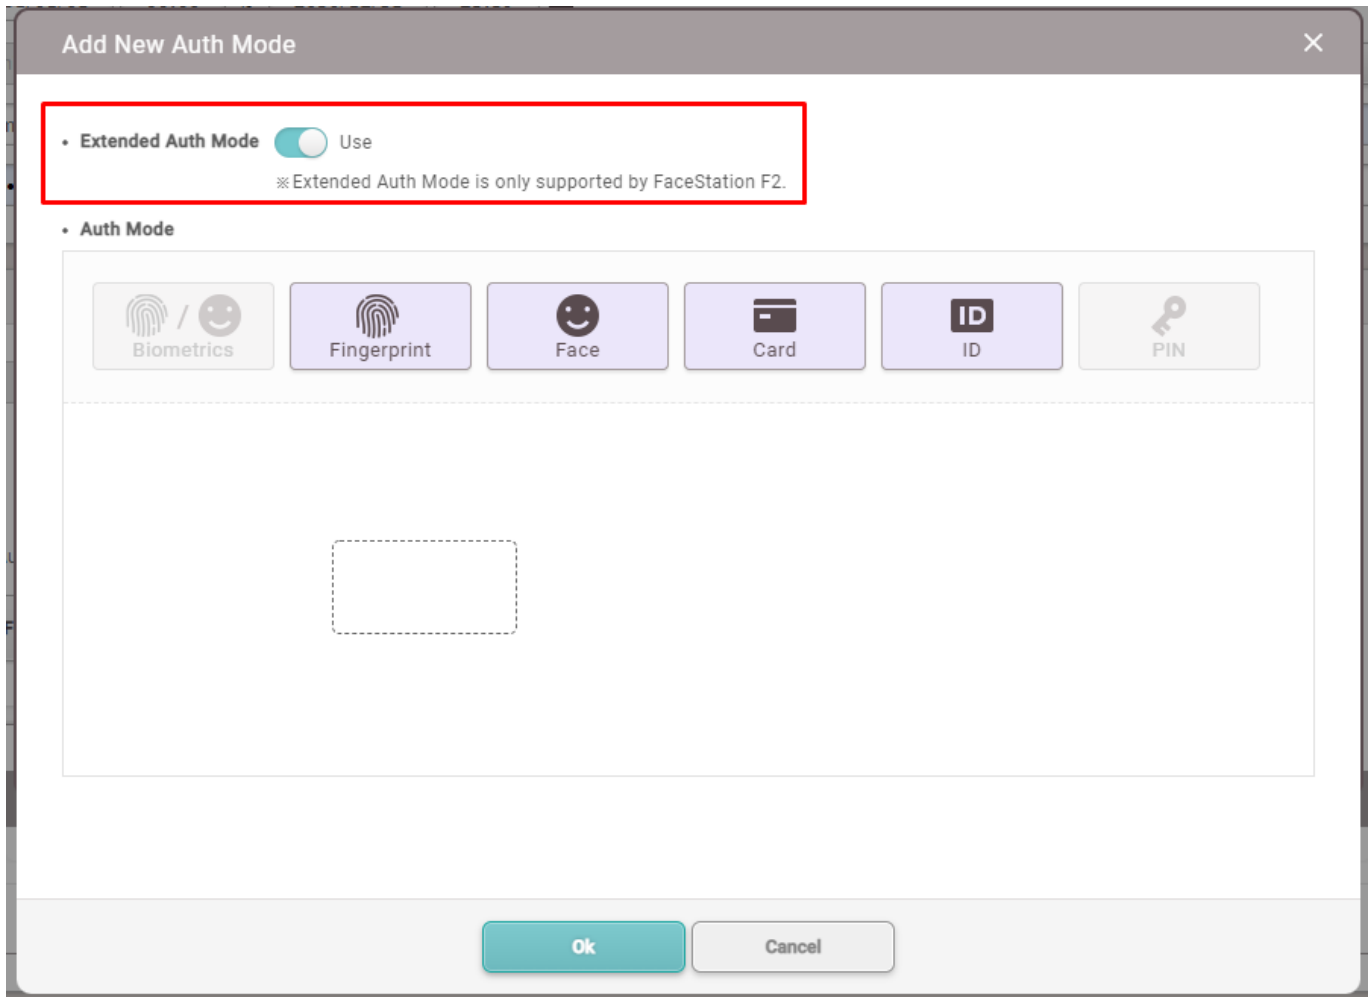 Add New Auth Mode
• Extended Auth Mode Use
※Extended Auth Mode is only supported by FaceStation F2.
• Auth Mode
/
Biometrics
Fingerprint
Face
Card
ID
ID
PIN
Ok
Cancel